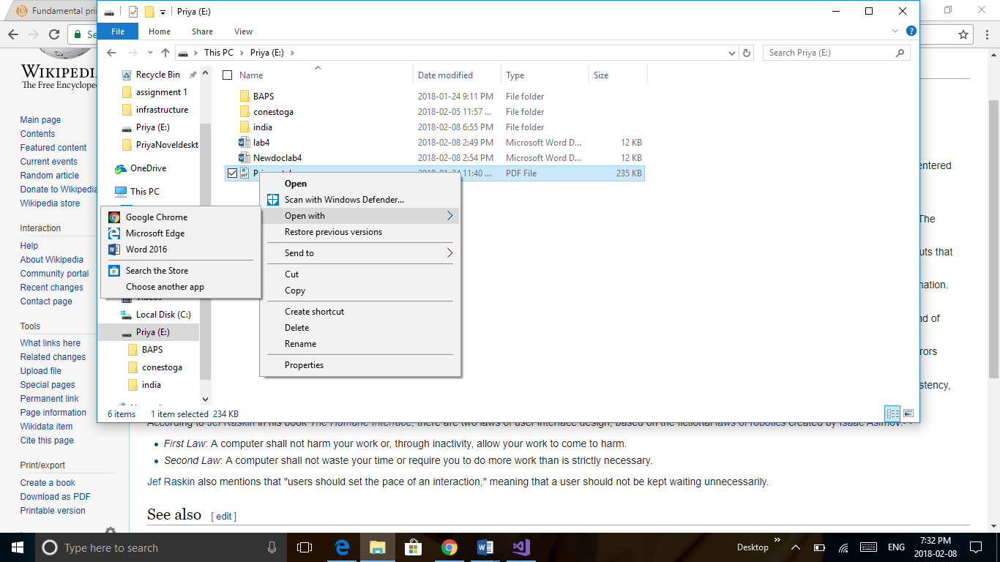 Fundamental pri
Priya (E:)
File
Home
Share
View
This PC
Priya (E:)
Search Priya (E:)
Se
WIKIPEDI
The Free Encyclope
Main page
Contents
Featured content
Current events
Random article
Donate to Wikipedia
Wikipedia store
Interaction
Help
About Wikipedia
Community portal
Recent changes
Contact page
Tools
What links here
Related changes
Upload file
Special pages
Permanent link
Page information
Wikidata item
Cite this page
Print/export
Create a book
Download as PDF
Printable version
Recycle Bin
assignment 1
infrastructure
Priya (E:)
PriyaNoveldeskt
OneDrive
This PC
Videos
Local Disk (C:)
Priya (E:)
BAPS
conestoga
india
Name Date modified Type Size
BAPS 2018-01-24 9:11 PM File folder
conestoga 2018-02-05 11:57 ... File folder
india 2018-02-08 6:55 PM File folder
lab4 2018-02-08 2:49 PM Microsoft Word D... 12 KB
Newdoclab4 2018-02-08 2:54 PM Microsoft Word D... 12 KB
11:40 ... PDF File 235 KB
Open
Scan with Windows Defender...
Open with
Restore previous versions
Send to
Cut
Copy
Create shortcut
Delete
Rename
Properties
Google Chrome
Microsoft Edge
Word 2016
Search the Store
Choose another app
6 items 1 item selected 234 KB
entered
The
uts that
nation.
nd of
rrors
stency,
According to Jef Raskin in his book The Humane Interface, there are two laws of user interface design, based on the fictional laws of robotics created by Isaac Asimov:
First Law: A computer shall not harm your work or, through inactivity, allow your work to come to harm.
Second Law: A computer shall not waste your time or require you to do more work than is strictly necessary.
Jef Raskin also mentions that "users should set the pace of an interaction," meaning that a user should not be kept waiting unnecessarily.
See also [ edit ]
Type here to search
Desktop
ENG
7:32 PM
2018-02-08